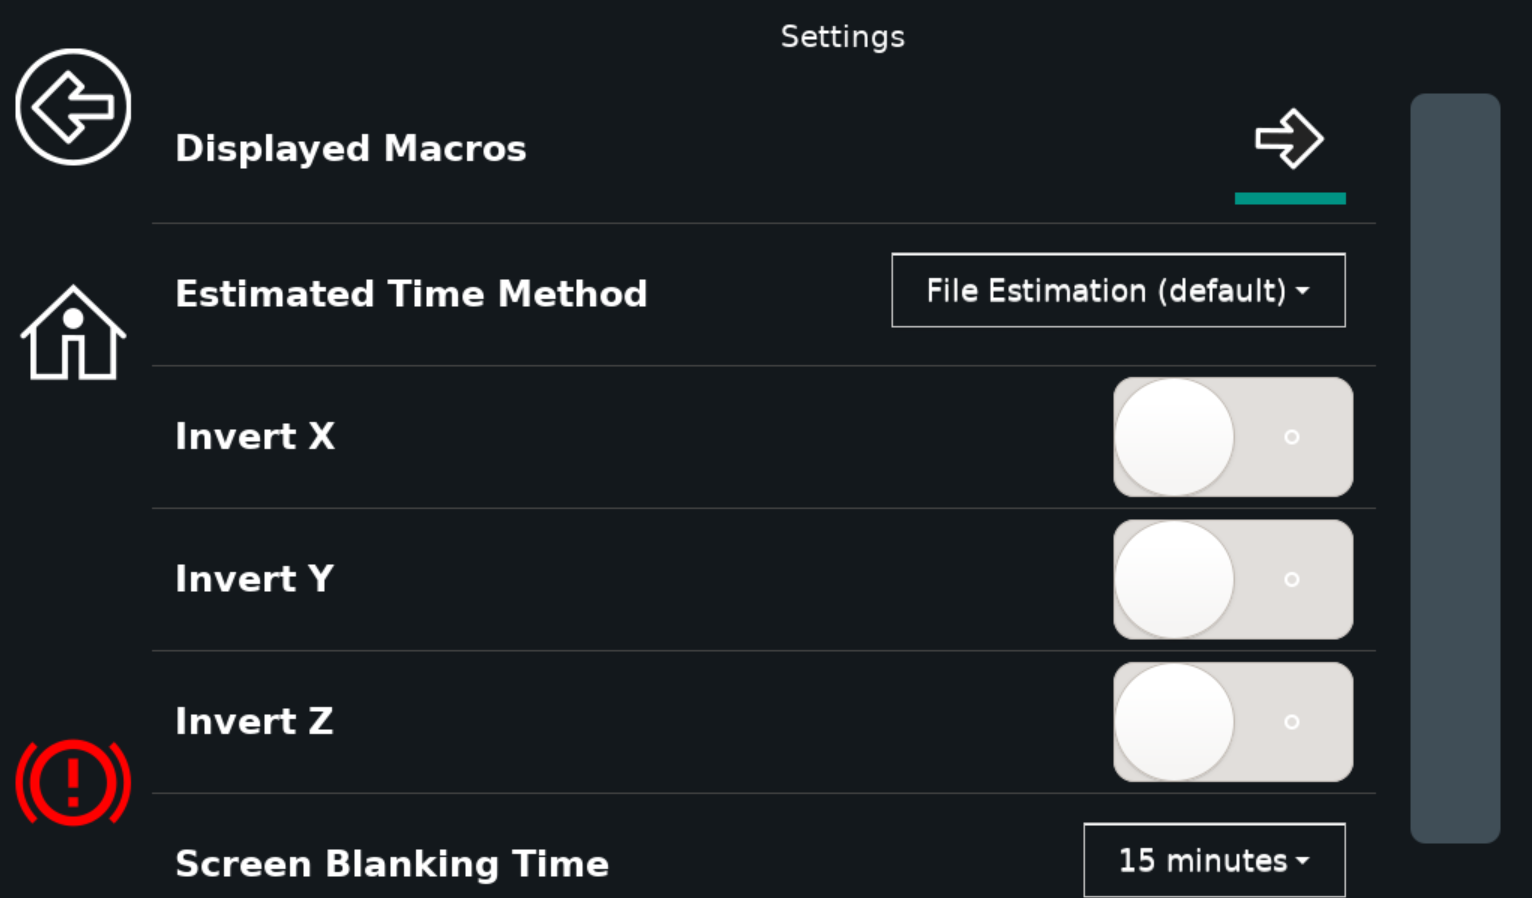 Settings
Displayed Macros
Estimated Time Method
File Estimation (default)
Invert X
Invert Y
Invert Z
Screen Blanking Time
15 minutes